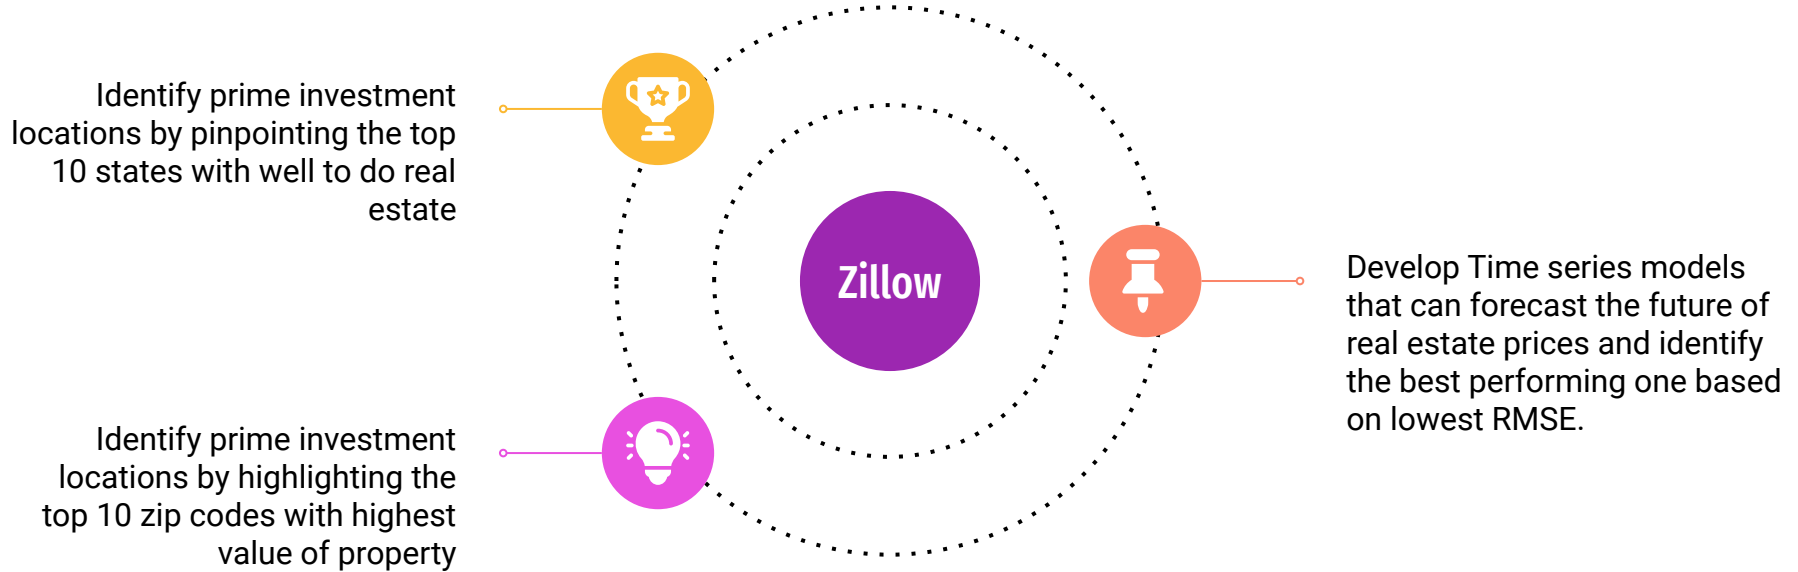 Identify prime investment
locations by pinpointing the top
10 states with well to do real
estate
Zillow
Develop Time series models
that can forecast the future of
real estate prices and identify
the best performing one based
on lowest RMSE.
Identify prime investment
locations by highlighting the
top 10 zip codes with highest
value of property